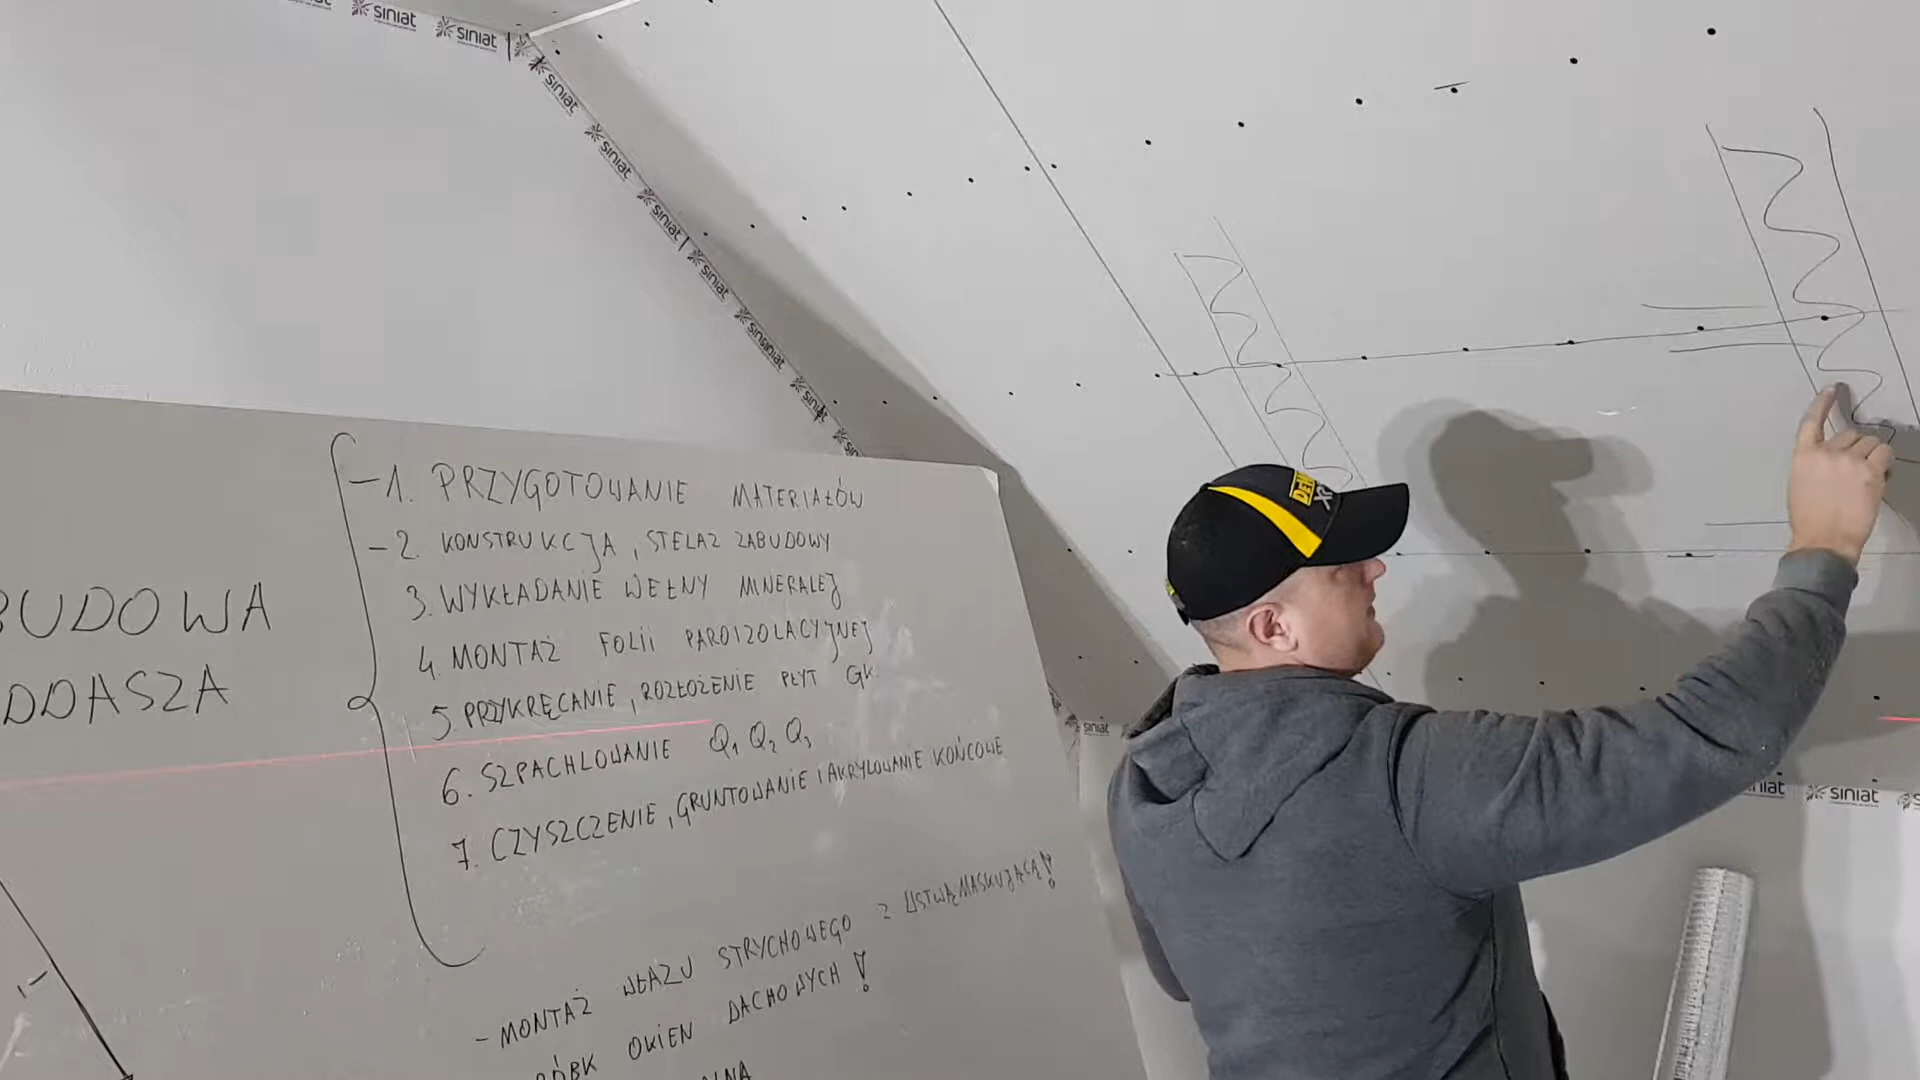 siniat
siniat
siniat
siniat
siniat
siniat
siniat
siniat
siniat
- 1. PRZYGOTOWANIE MATERIAŁÓW
- 2. KONSTRUKCJA, STELAŻ ZABUDOWY
3. WYKŁADANIE WEŁNY MINERALEJ
4. MONTAŻ FOLII PAROIZOLACYJNEJ
5. PRZYKRĘCANIE, ROZŁOŻENIE PŁYT GK.
6. SZPACHLOWANIE Q1 Q2 Q3
7. CZYSZCZENIE, GRUNTOWANIE I AKRYLOWANIE KOŃCOWE
BUDOWA
DDASZA
- MONTAŻ WŁAZU STRYCHOWEGO Z LISTWĄ MASKUJĄCĄ!
OKIEN DACHOWYCH!
siniat
siniat